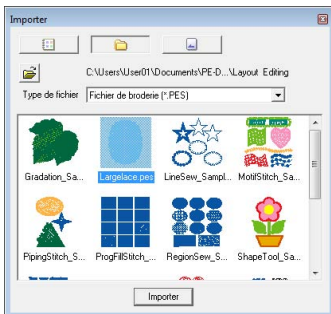 Importer
C:\Users\User01\Documents\PE-D...\Layout Editing
Type de fichier Fichier de broderie (*.PES)
Gradation_Sa... Largelace.pes LineSew_Sampl... MotifStitch_Sa...
PipingStitch_S... ProgFillStitch_... RegionSew_S... ShapeTool_Sa...
Importer